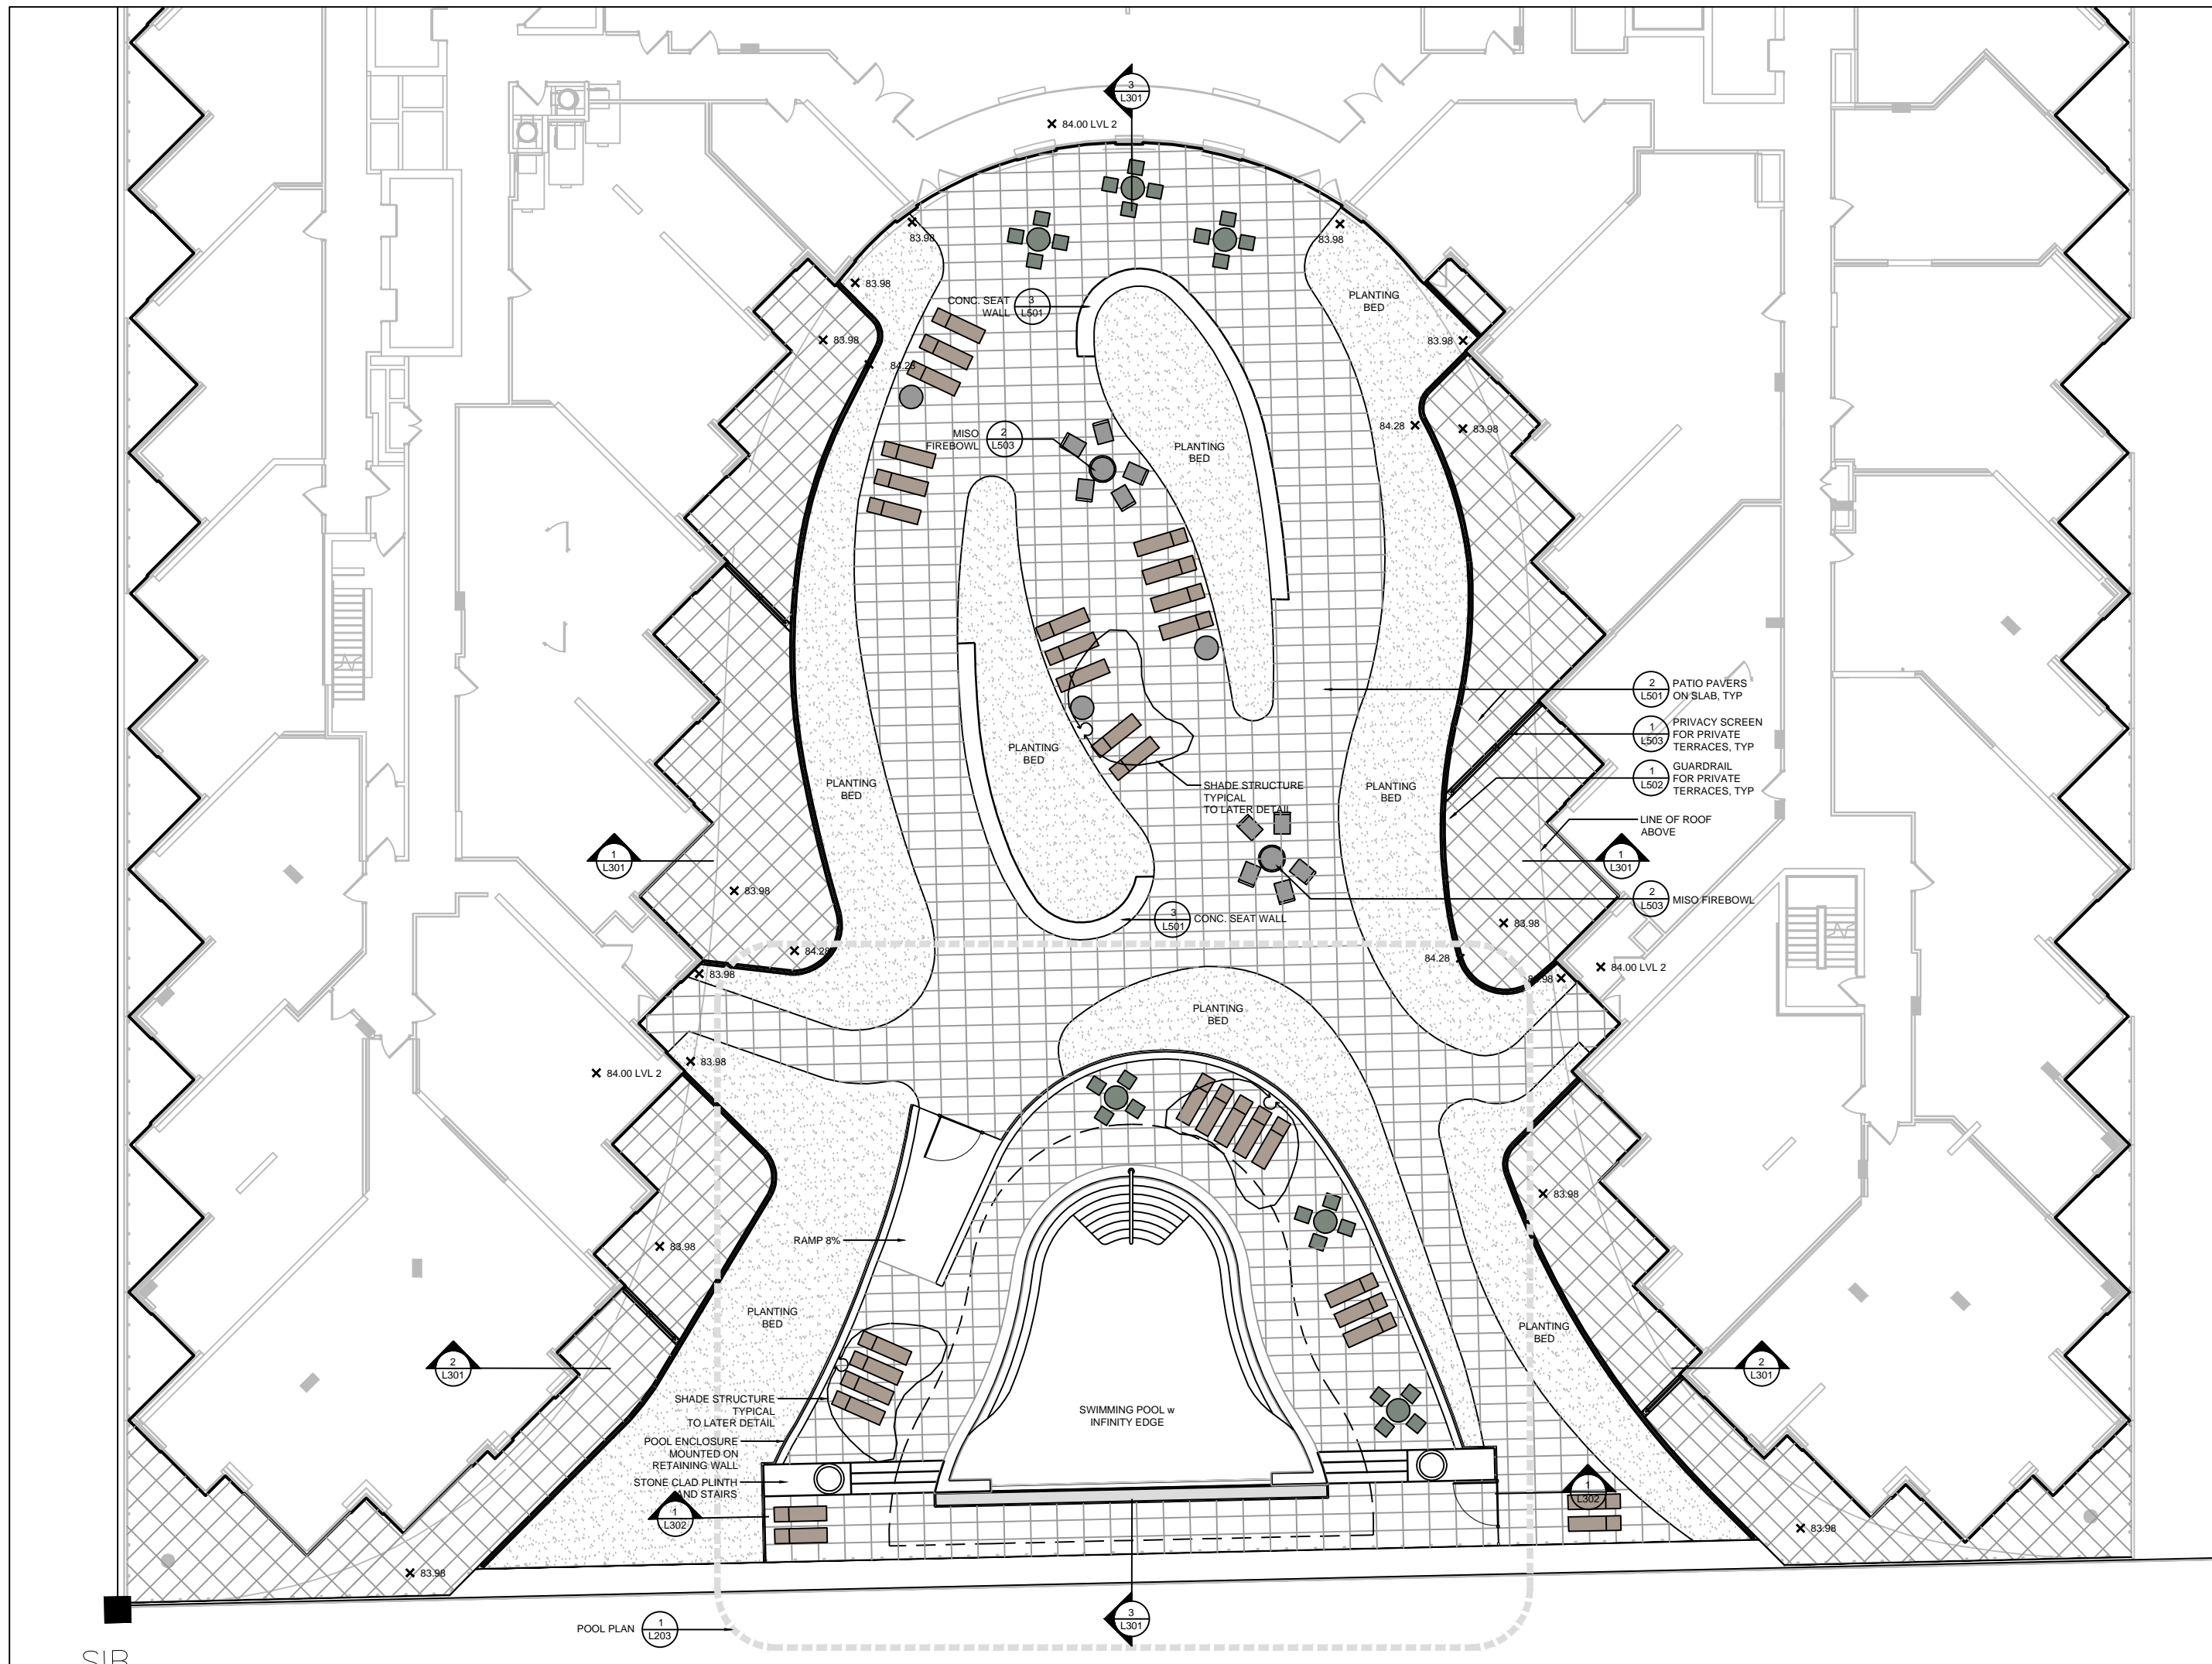 3
L301
84.00 LVL 2
83.98
83.98
83.98
PLANTING
BED
CONC. SEAT
WALL
3
L501
83.98
83.98
84.28
84.28
83.98
MISO
FIREBOWL
2
L503
PLANTING
BED
2
L501
PATIO PAVERS
ON SLAB, TYP
1
L503
PRIVACY SCREEN
FOR PRIVATE
TERRACES, TYP
PLANTING
BED
1
L502
GUARDRAIL
FOR PRIVATE
TERRACES, TYP
PLANTING
BED
SHADE STRUCTURE
TYPICAL
TO LATER DETAIL
PLANTING
BED
LINE OF ROOF
ABOVE
1
L301
1
L301
83.98
2
L503
MISO FIREBOWL
3
L501
CONC. SEAT WALL
83.98
84.28
84.28
83.98
83.98
84.00 LVL 2
PLANTING
BED
83.98
84.00 LVL 2
83.98
RAMP 8%
83.98
PLANTING
BED
PLANTING
BED
2
L301
2
L301
SHADE STRUCTURE
TYPICAL
TO LATER DETAIL
SWIMMING POOL w
INFINITY EDGE
POOL ENCLOSURE
MOUNTED ON
RETAINING WALL
STONE CLAD PLINTH
AND STAIRS
1
L302
1
L302
83.98
83.98
POOL PLAN
1
L203
3
L301
SIB